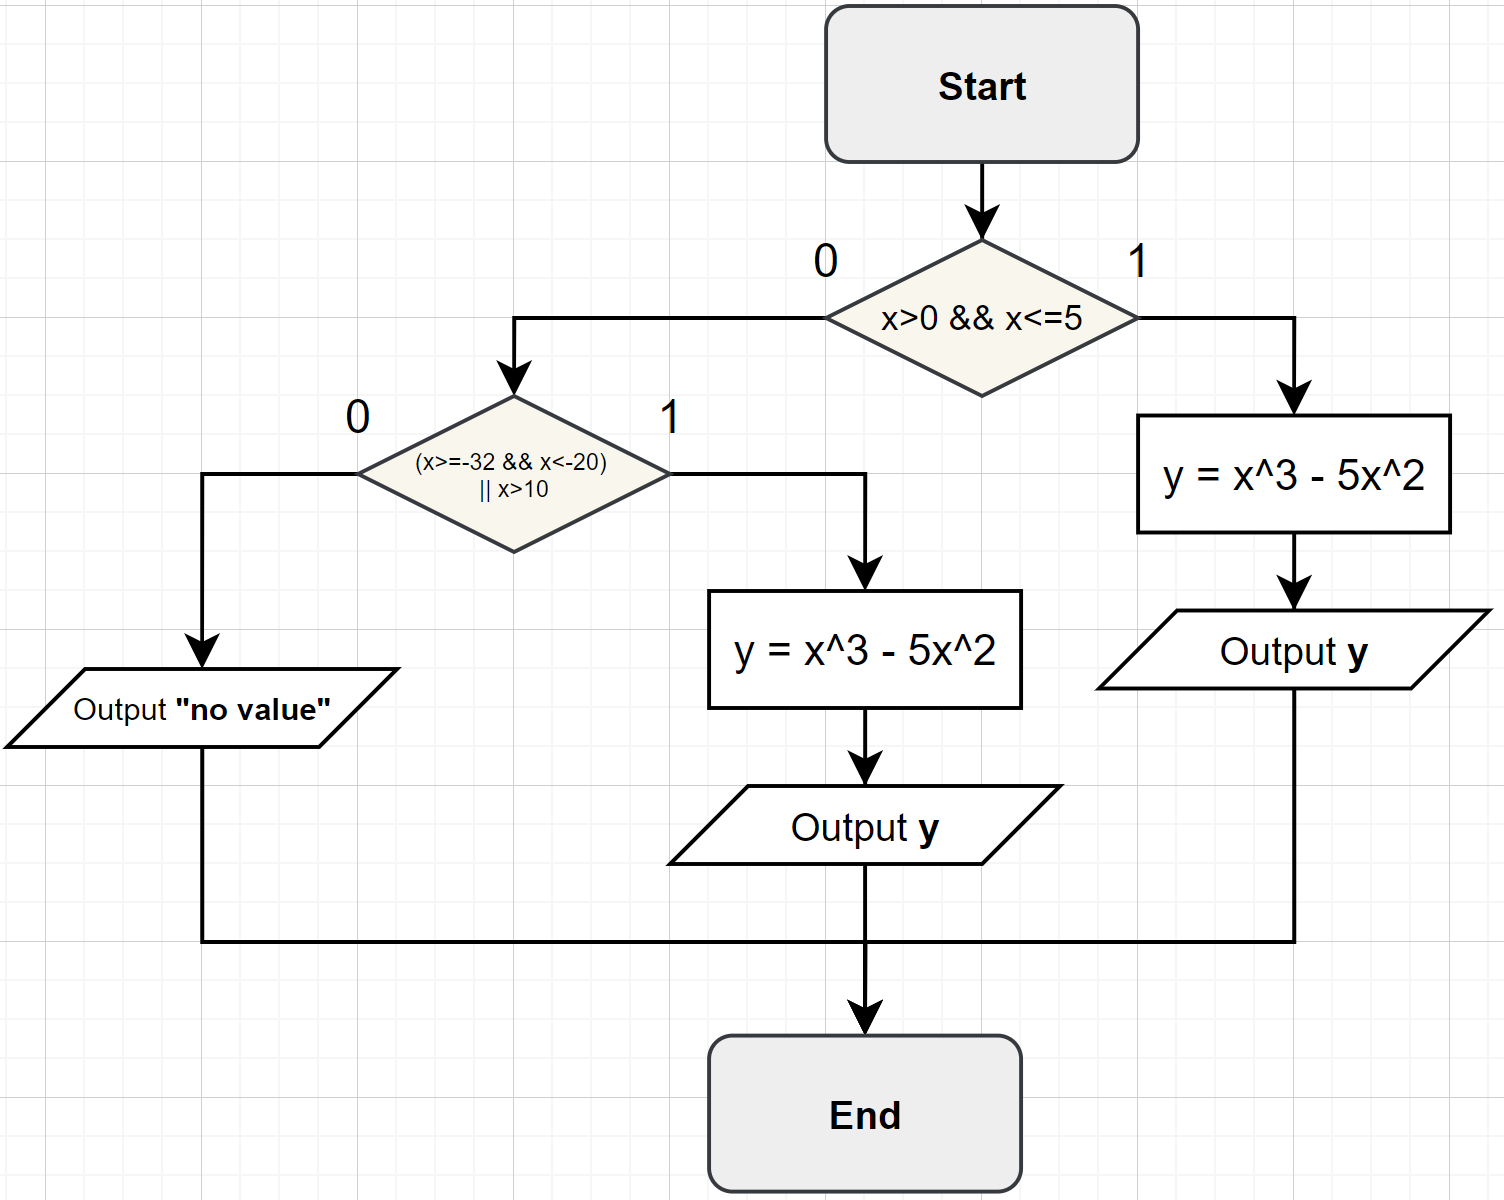 Start
0
1
x>0 && x<=5
0
1
(x>=-32 && x<-20)
|| x>10
y = x^3 - 5x^2
y = x^3 - 5x^2
Output y
Output "no value"
Output y
End